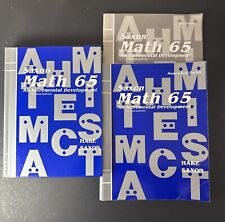 Saxon
Math 65
An Incremental Development
HAKE
SAXON
Saxon
Math 65
An Incremental Development
Saxon
Math 65
An Incremental Development
HAKE
SAXON